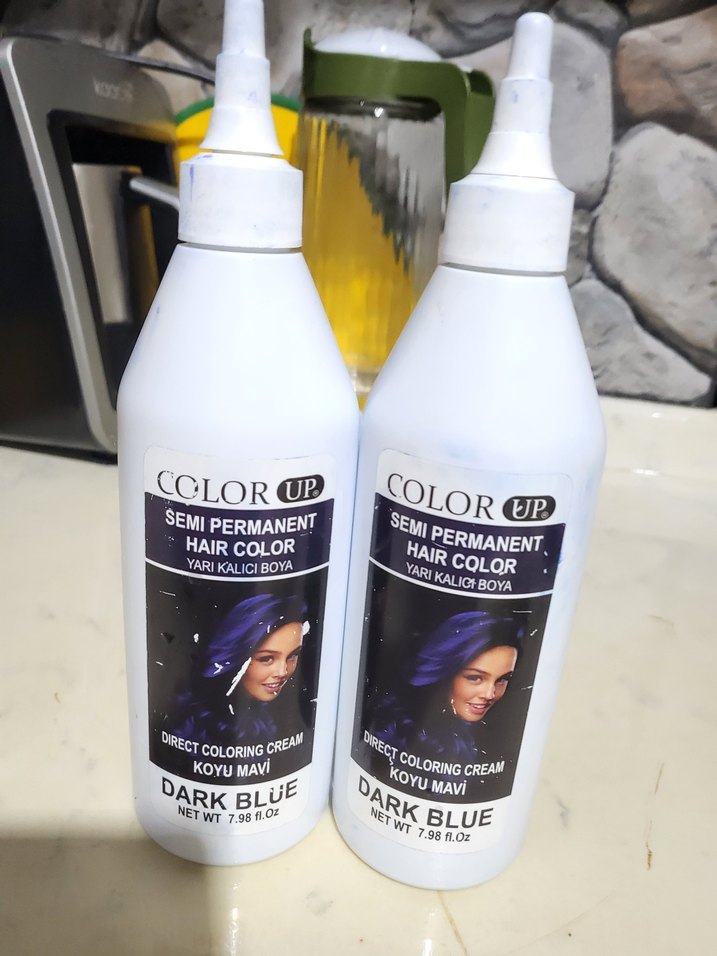 COLOR UP®
SEMI PERMANENT
HAIR COLOR
YARI KALICI BOYA
DIRECT COLORING CREAM
KOYU MAVİ
DARK BLUE
NET WT 7.98 fl.Oz
COLOR UP®
SEMI PERMANENT
HAIR COLOR
YARI KALICI BOYA
DIRECT COLORING CREAM
KOYU MAVİ
DARK BLUE
NET WT 7.98 fl.Oz